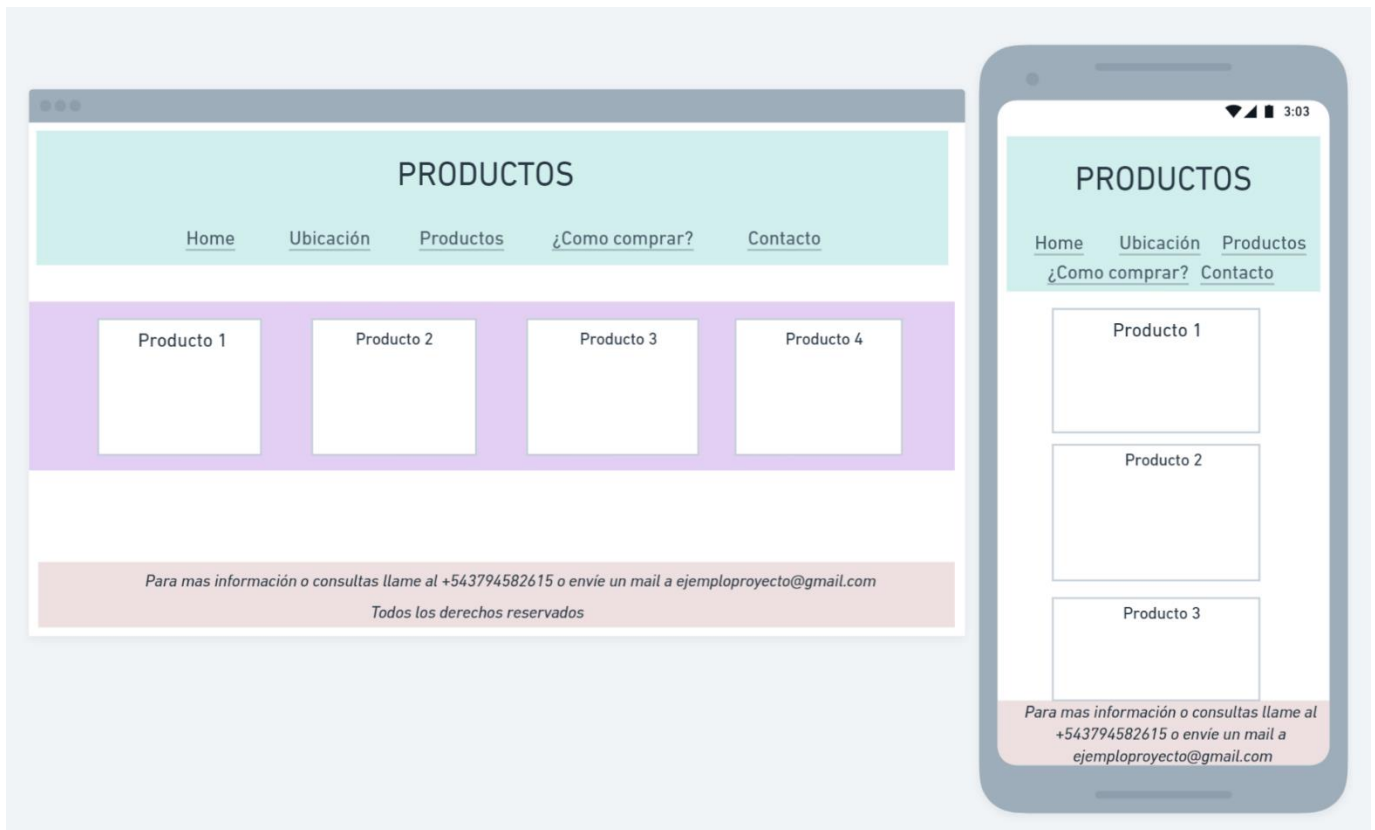 PRODUCTOS
Home Ubicación Productos ¿Como comprar? Contacto
Producto 1 Producto 2 Producto 3 Producto 4
Para mas información o consultas llame al +543794582615 o envíe un mail a ejemploproyecto@gmail.com
Todos los derechos reservados
3:03
PRODUCTOS
Home Ubicación Productos
¿Como comprar? Contacto
Producto 1
Producto 2
Producto 3
Para mas información o consultas llame al
+543794582615 o envíe un mail a
ejemploproyecto@gmail.com